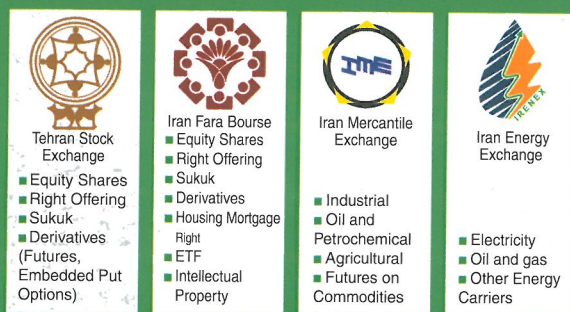 Tehran Stock
Exchange
■ Equity Shares
■ Right Offering
■ Sukuk
■ Derivatives
(Futures,
Embedded Put
Options)
Iran Fara Bourse
■ Equity Shares
■ Right Offering
■ Sukuk
■ Derivatives
■ Housing Mortgage
Right
■ ETF
■ Intellectual
Property
IME
Iran Mercantile
Exchange
■ Industrial
■ Oil and
Petrochemical
■ Agricultural
■ Futures on
Commodities
IRENEX
Iran Energy
Exchange
■ Electricity
■ Oil and gas
■ Other Energy
Carriers